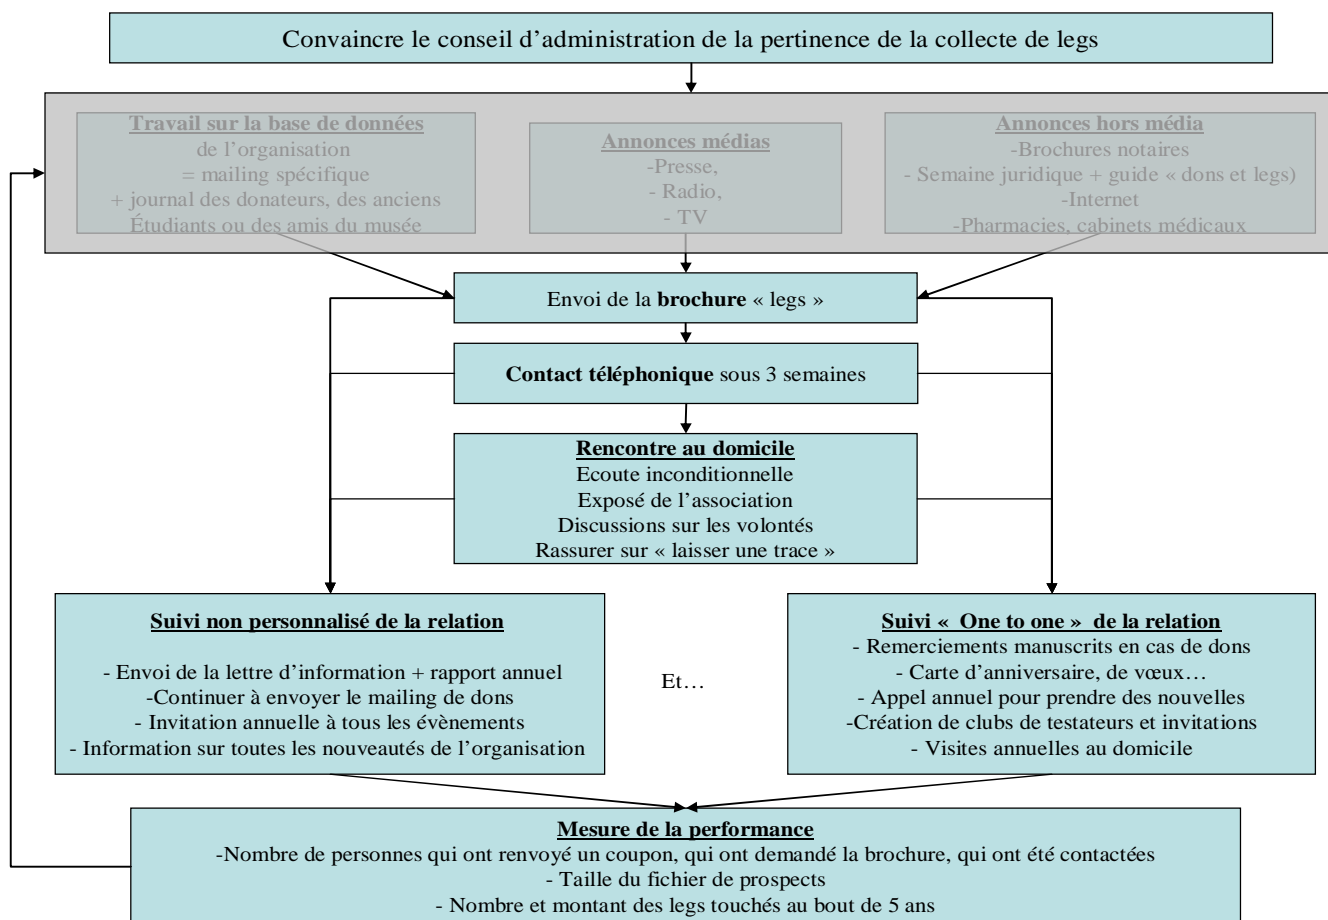 Convaincre le conseil d’administration de la pertinence de la collecte de legs
Travail sur la base de données
de l’organisation
= mailing spécifique
+ journal des donateurs, des anciens
Étudiants ou des amis du musée
Annonces médias
-Presse,
- Radio,
- TV
Annonces hors média
-Brochures notaires
- Semaine juridique + guide « dons et legs)
-Internet
-Pharmacies, cabinets médicaux
Envoi de la brochure « legs »
Contact téléphonique sous 3 semaines
Rencontre au domicile
Ecoute inconditionnelle
Exposé de l’association
Discussions sur les volontés
Rassurer sur « laisser une trace »
Suivi non personnalisé de la relation
- Envoi de la lettre d’information + rapport annuel
-Continuer à envoyer le mailing de dons
- Invitation annuelle à tous les évènements
- Information sur toutes les nouveautés de l’organisation
Et…
Suivi « One to one » de la relation
- Remerciements manuscrits en cas de dons
- Carte d’anniversaire, de vœux…
- Appel annuel pour prendre des nouvelles
-Création de clubs de testateurs et invitations
- Visites annuelles au domicile
Mesure de la performance
-Nombre de personnes qui ont renvoyé un coupon, qui ont demandé la brochure, qui ont été contactées
- Taille du fichier de prospects
- Nombre et montant des legs touchés au bout de 5 ans